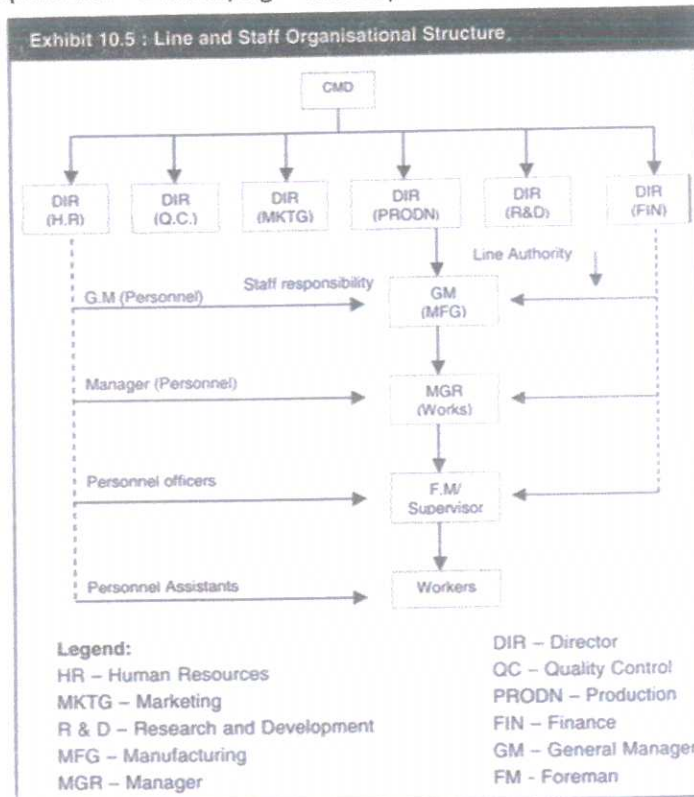 Exhibit 10.5 : Line and Staff Organisational Structure
CMD
DIR
(H.R)
DIR
(Q.C.)
DIR
(MKTG)
DIR
(PRODN)
DIR
(R&D)
DIR
(FIN)
Line Authority
Staff responsibility
G.M (Personnel)
GM
(MFG)
Manager (Personnel)
MGR
(Works)
Personnel officers
F.M/
Supervisor
Personnel Assistants
Workers
Legend:
HR – Human Resources
MKTG – Marketing
R & D – Research and Development
MFG – Manufacturing
MGR – Manager
DIR – Director
QC – Quality Control
PRODN – Production
FIN – Finance
GM – General Manager
FM - Foreman